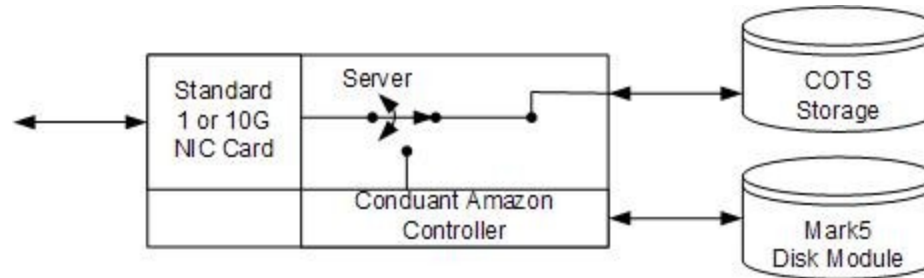 Standard
1 or 10G
NIC Card
Server
COTS
Storage
Conduant Amazon
Controller
Mark5
Disk Module